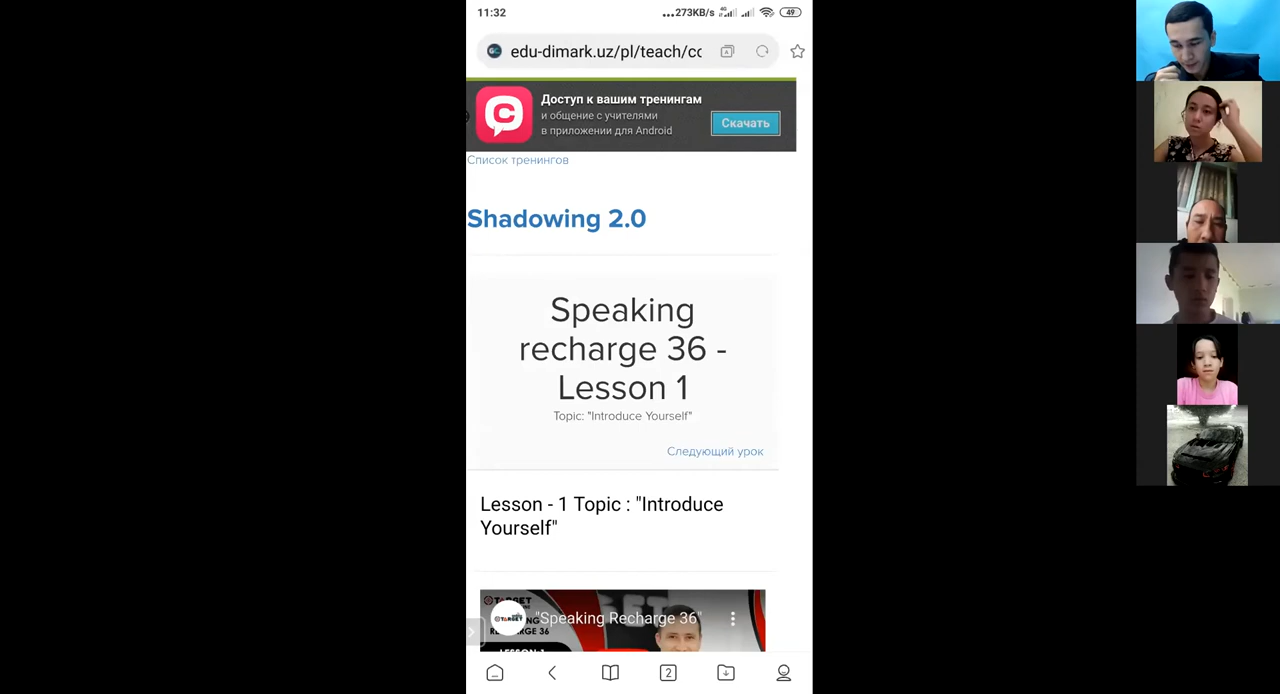 11:32
...273KB/s 4G 49
edu-dimark.uz/pl/teach/cc
Доступ к вашим тренингам
и общение с учителями
в приложении для Android
Скачать
Список тренингов
Shadowing 2.0
Speaking
recharge 36 -
Lesson 1
Topic: "Introduce Yourself"
Следующий урок
Lesson - 1 Topic : "Introduce
Yourself"
TARGET
"Speaking Recharge 36"
2